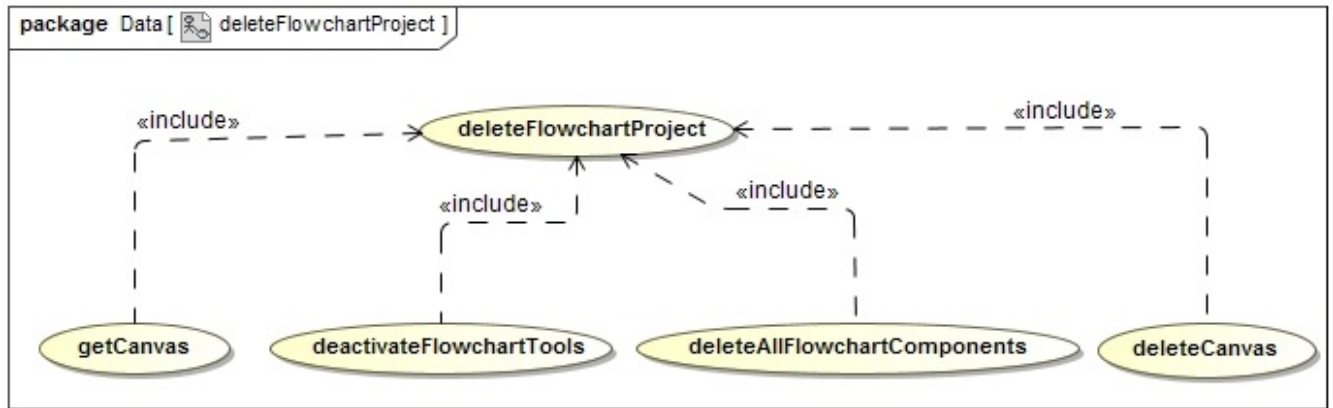 package Data [ deleteFlowchartProject ]
«include»
«include»
deleteFlowchartProject
«include»
«include»
getCanvas
deactivateFlowchartTools
deleteAllFlowchartComponents
deleteCanvas